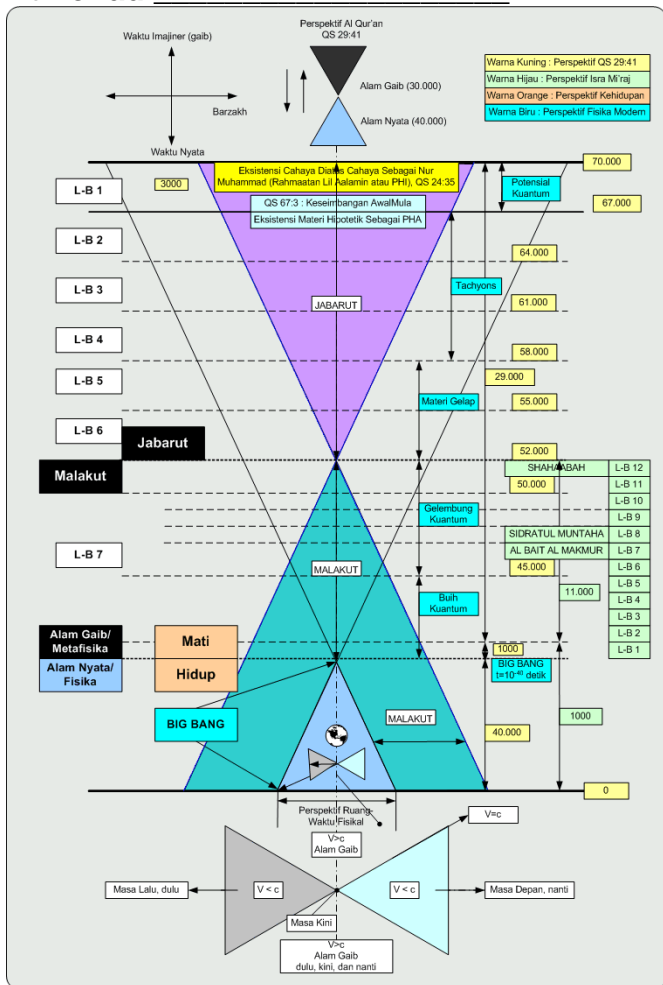 Waktu Imajiner (gaib)
Barzakh
Waktu Nyata
Perspektif Al Qur'an
QS 29:41
Alam Gaib (30.000)
Alam Nyata (40.000)
Warna Kuning : Perspektif QS 29:41
Warna Hijau : Perspektif Isra Mi'raj
Warna Orange : Perspektif Kehidupan
Warna Biru : Perspektif Fisika Modern
70.000
L-B 1
3000
Eksistensi Cahaya Diatas Cahaya Sebagai Nur
Muhammad (Rahmaatan Lil Aalamin atau PHI), QS 24:35
Potensial
Kuantum
QS 67:3 : Keseimbangan AwalMula
67.000
Eksistensi Materi Hipotetik Sebagai PHA
L-B 2
64.000
Tachyons
L-B 3
JABARUT
61.000
L-B 4
58.000
L-B 5
29.000
Materi Gelap
55.000
L-B 6
Jabarut
52.000
Malakut
SHAHAABAH
L-B 12
50.000
L-B 11
L-B 10
Gelembung
Kuantum
L-B 9
SIDRATUL MUNTAHA
L-B 8
L-B 7
AL BAIT AL MAKMUR
L-B 7
MALAKUT
45.000
L-B 6
L-B 5
Buih
Kuantum
11.000
L-B 4
L-B 3
L-B 2
Alam Gaib/
Metafisika
Mati
1000
L-B 1
Alam Nyata/
Fisika
Hidup
BIG BANG
t=10⁻⁴⁰ detik
BIG BANG
MALAKUT
1000
40.000
0
Perspektif Ruang-
Waktu Fisikal
V=c
V>c
Alam Gaib
Masa Lalu, dulu
V < c
V < c
Masa Depan, nanti
Masa Kini
V>c
Alam Gaib
dulu, kini, dan nanti